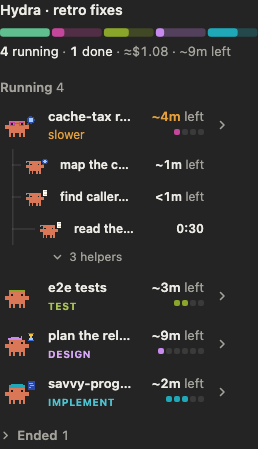 Hydra · retro fixes
4 running · 1 done · ≈$1.08 · ~9m left
Running 4
cache-tax r... ~4m left
slower
map the c... ~1m left
find caller... <1m left
read the... 0:30
3 helpers
e2e tests ~3m left
TEST
plan the rel... ~9m left
DESIGN
savvy-prog... ~2m left
IMPLEMENT
Ended 1